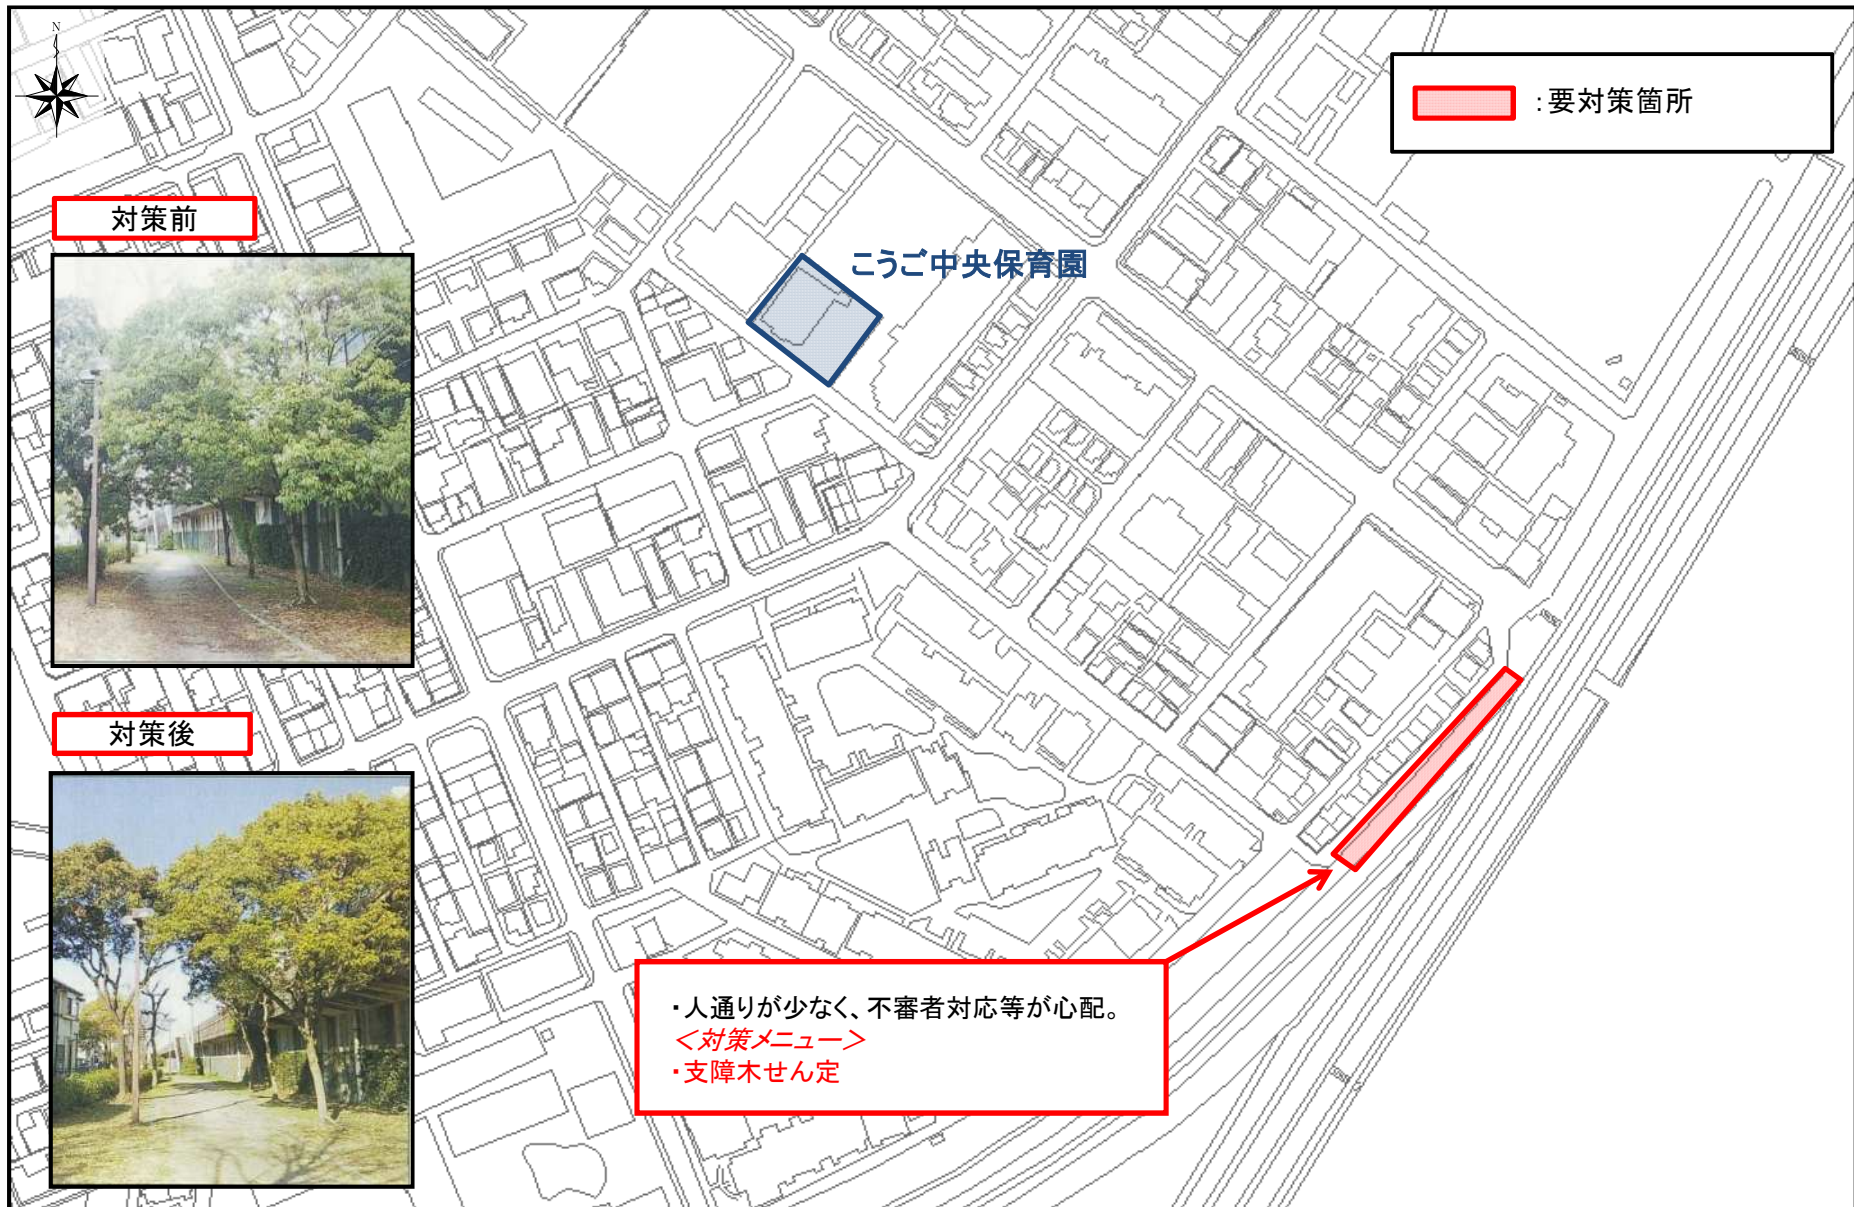 N
：要対策箇所
対策前
こうご中央保育園
対策後
・人通りが少なく、不審者対応等が心配。
＜対策メニュー＞
・支障木せん定